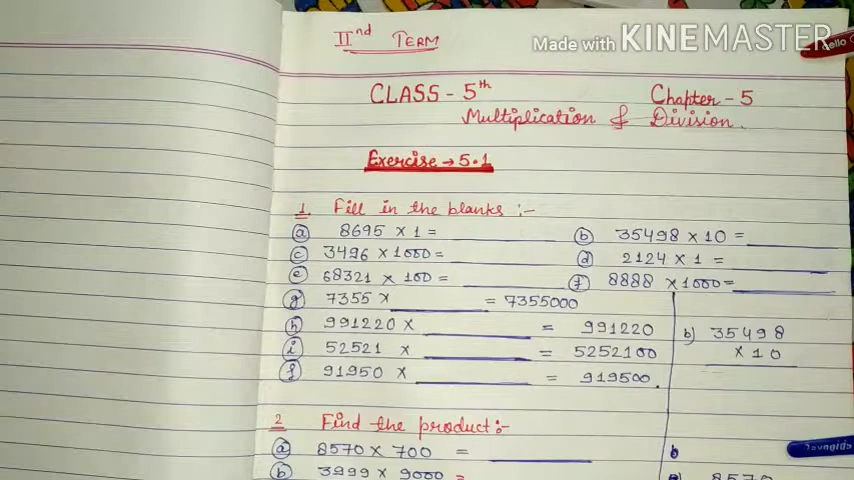 IInd TERM
Made with KINEMASTER
CLASS - 5th Chapter - 5
Multiplication & Division.
Exercise → 5.1
1 Fill in the blanks :-
a 8695 × 1 = b 35498 × 10 =
c 3496 × 1000 = d 2124 × 1 =
e 68321 × 100 = f 8888 × 1000 =
g 7355 × = 7355000
h 991220 × = 991220
i 52521 × = 5252100
j 91950 × = 919500.
b) 35498
× 10
2 Find the product :-
a 8570 × 700 =
b 3999 × 9000 =
b
a) 8570